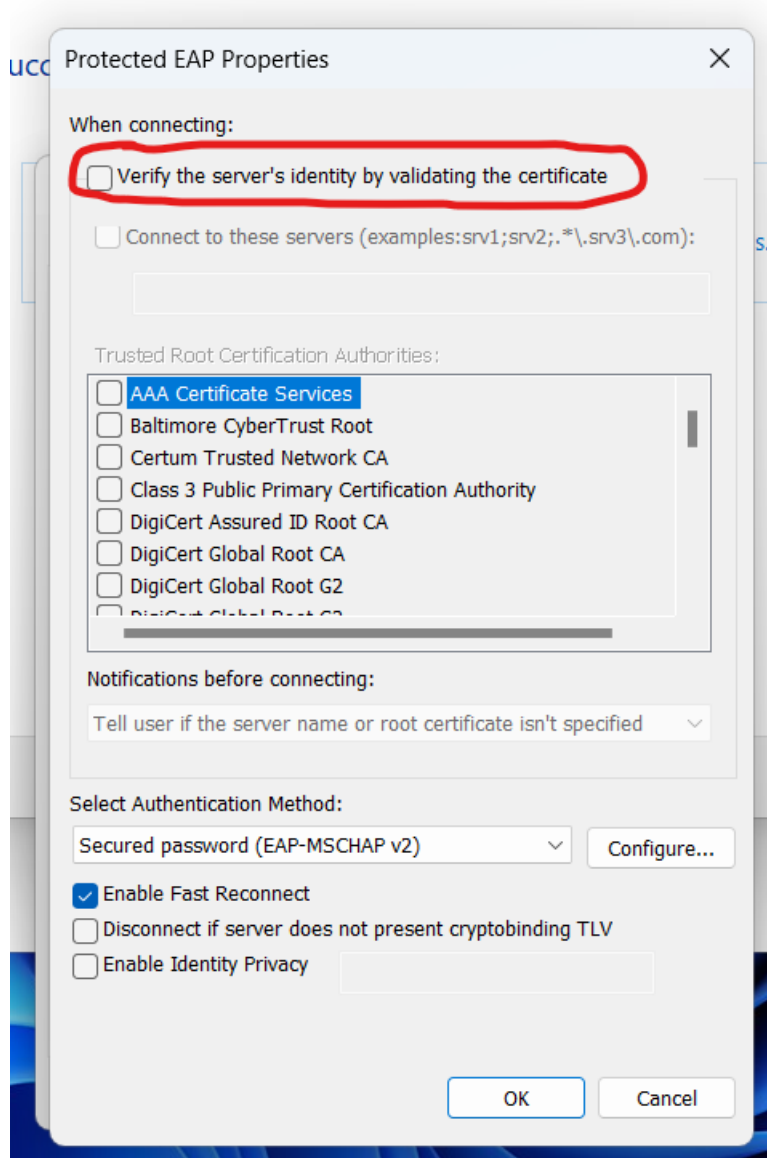 ucc
Protected EAP Properties
When connecting:
Verify the server's identity by validating the certificate
Connect to these servers (examples:srv1;srv2;.*\.srv3\.com):
s.
Trusted Root Certification Authorities:
AAA Certificate Services
Baltimore CyberTrust Root
Certum Trusted Network CA
Class 3 Public Primary Certification Authority
DigiCert Assured ID Root CA
DigiCert Global Root CA
DigiCert Global Root G2
Notifications before connecting:
Tell user if the server name or root certificate isn't specified
Select Authentication Method:
Secured password (EAP-MSCHAP v2)
Configure...
Enable Fast Reconnect
Disconnect if server does not present cryptobinding TLV
Enable Identity Privacy
OK
Cancel